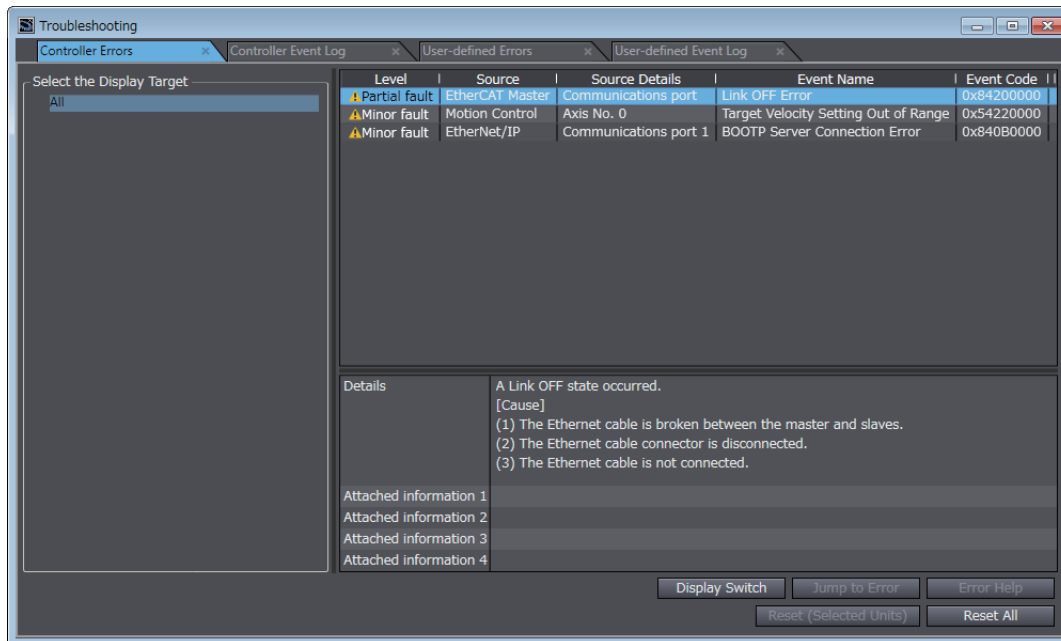 Troubleshooting
Controller Errors Controller Event Log User-defined Errors User-defined Event Log
Select the Display Target
All
Level Source Source Details Event Name Event Code
Partial fault EtherCAT Master Communications port Link OFF Error 0x84200000
Minor fault Motion Control Axis No. 0 Target Velocity Setting Out of Range 0x54220000
Minor fault EtherNet/IP Communications port 1 BOOTP Server Connection Error 0x840B0000
Details A Link OFF state occurred.
[Cause]
(1) The Ethernet cable is broken between the master and slaves.
(2) The Ethernet cable connector is disconnected.
(3) The Ethernet cable is not connected.
Attached information 1
Attached information 2
Attached information 3
Attached information 4
Display Switch Jump to Error Error Help
Reset (Selected Units) Reset All